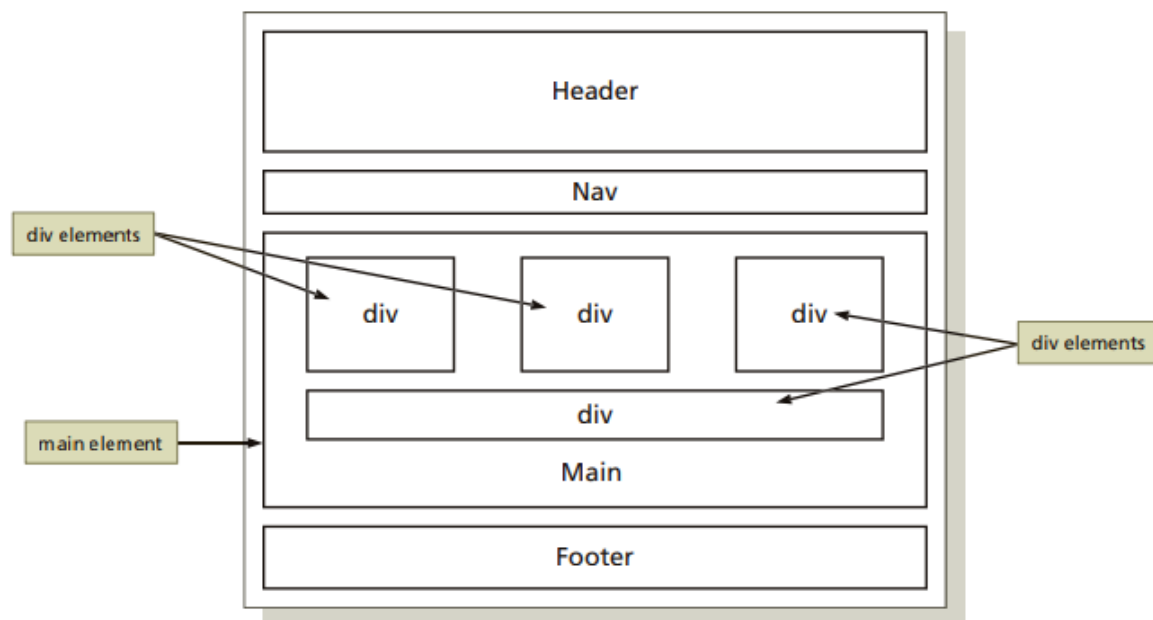 Header
Nav
div elements
div
div
div
div elements
div
main element
Main
Footer